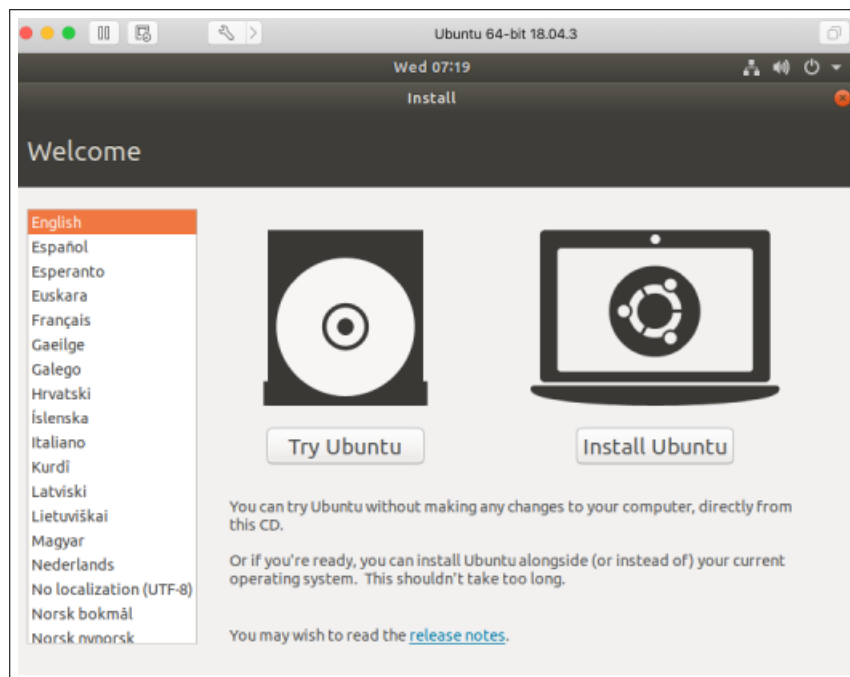 Ubuntu 64-bit 18.04.3
Wed 07:19
Install
Welcome
English
Español
Esperanto
Euskara
Français
Gaeilge
Galego
Hrvatski
Íslenska
Italiano
Kurdî
Latviski
Lietuviškai
Magyar
Nederlands
No localization (UTF-8)
Norsk bokmål
Norsk nynorsk
Try Ubuntu
Install Ubuntu
You can try Ubuntu without making any changes to your computer, directly from
this CD.
Or if you're ready, you can install Ubuntu alongside (or instead of) your current
operating system. This shouldn't take too long.
You may wish to read the release notes.